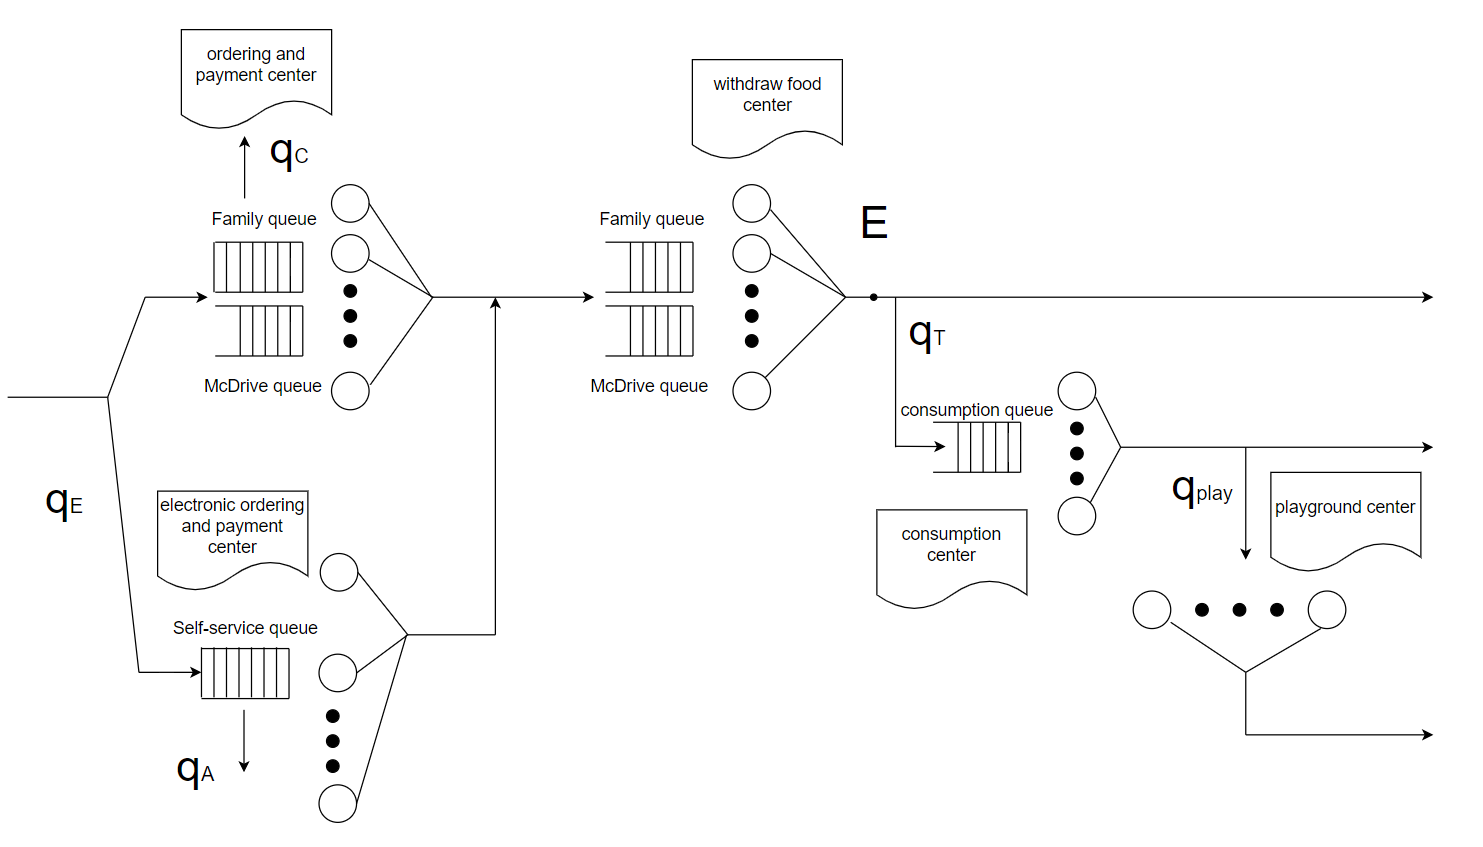 ordering and
payment center
qC
Family queue
McDrive queue
withdraw food
center
Family queue
McDrive queue
E
qT
consumption queue
consumption
center
qplay
playground center
qE
electronic ordering
and payment
center
Self-service queue
qA